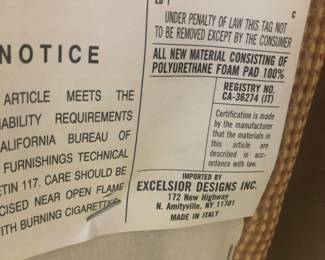 NOTICE
ARTICLE MEETS THE
ABILITY REQUIREMENTS
ALIFORNIA BUREAU OF
FURNISHINGS TECHNICAL
ETIN 117. CARE SHOULD BE
CISED NEAR OPEN FLAME
ITH BURNING CIGARETTES
UNDER PENALTY OF LAW THIS TAG NOT
TO BE REMOVED EXCEPT BY THE CONSUMER
ALL NEW MATERIAL CONSISTING OF
POLYURETHANE FOAM PAD 100%
REGISTRY NO.
CA-36274 (IT)
Certification is made
by the manufacturer
that the materials in
this article are
described in acc-
ordance with law.
IMPORTED BY
EXCELSIOR DESIGNS INC.
172 New Highway
N. Amityville, NY 11701
MADE IN ITALY